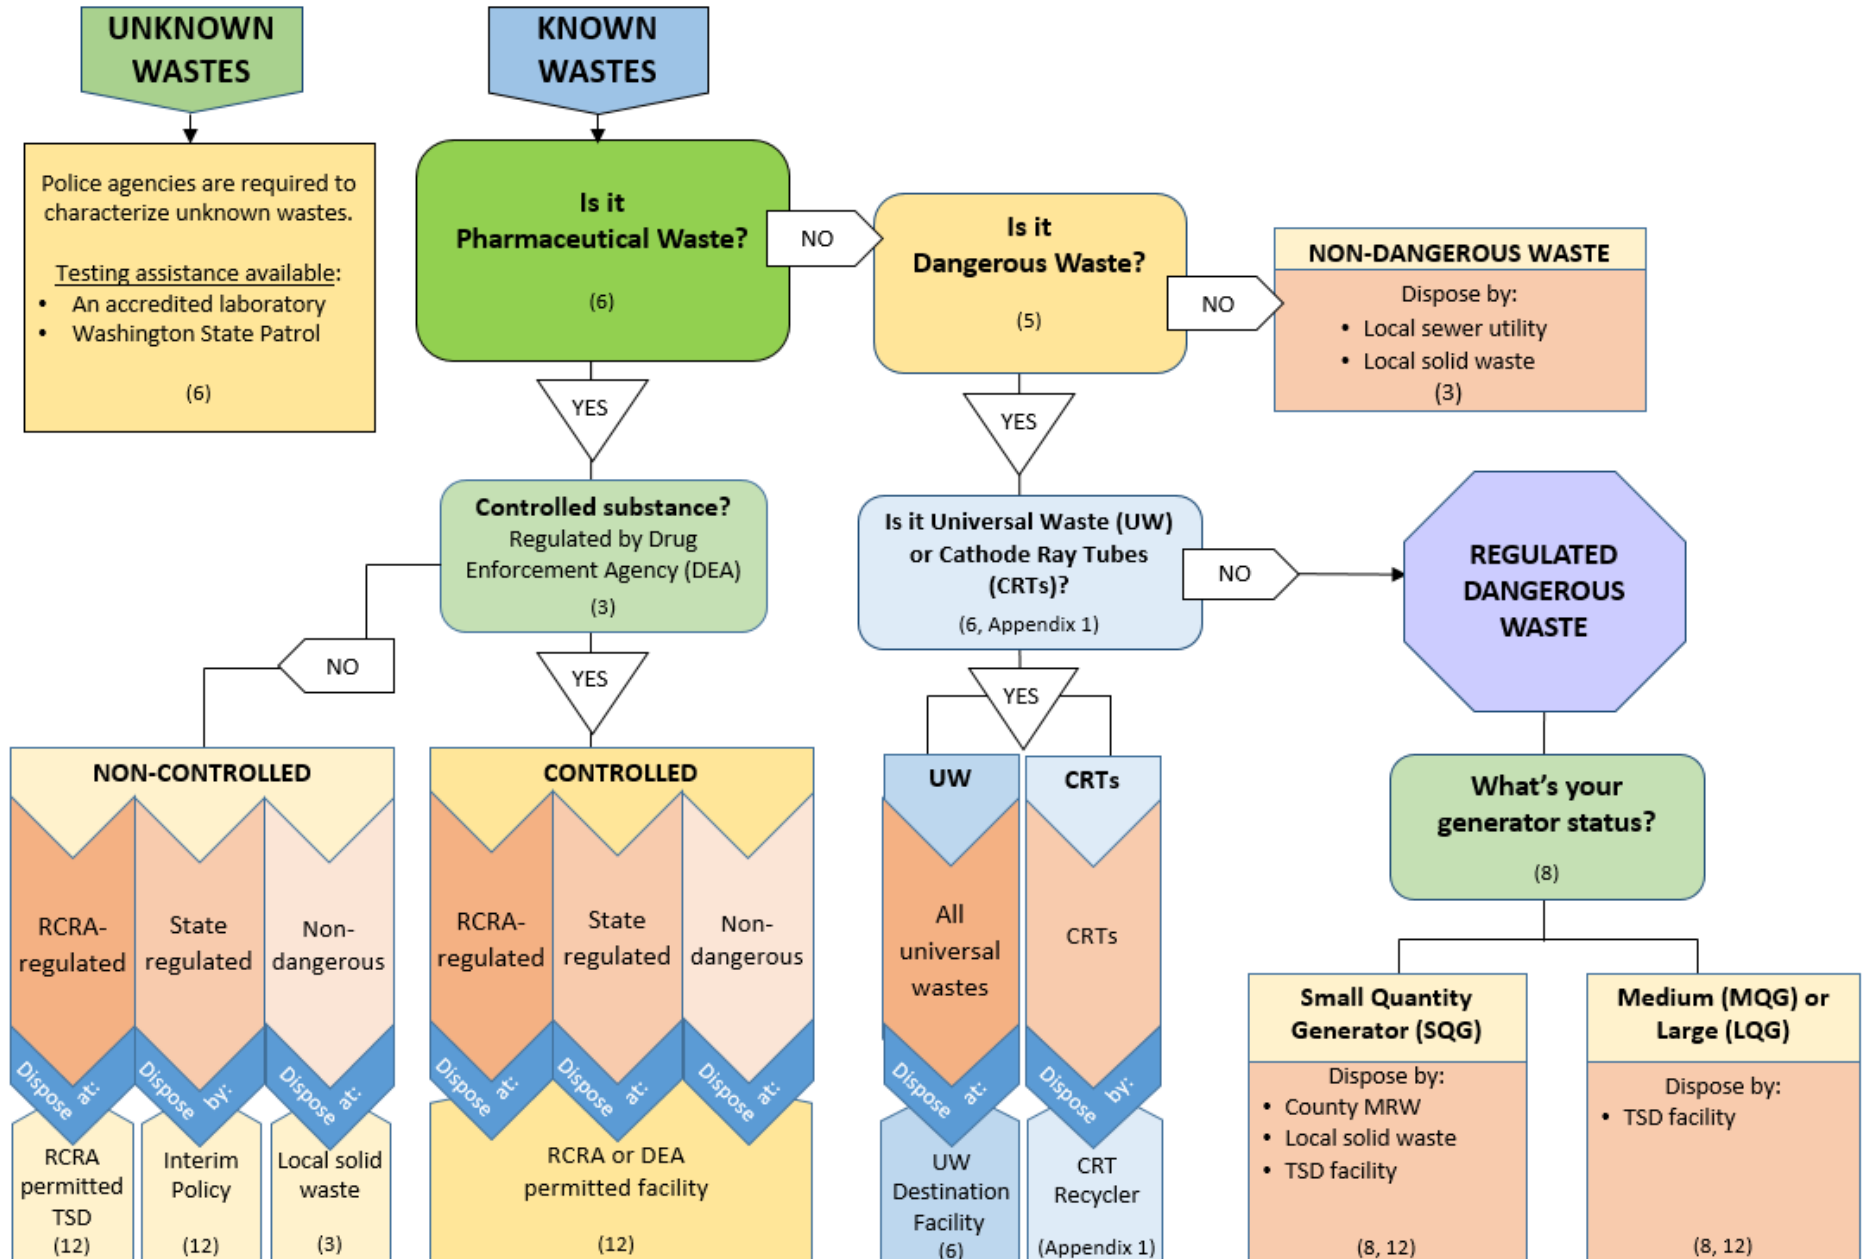 UNKNOWN
WASTES
Police agencies are required to
characterize unknown wastes.
Testing assistance available:
• An accredited laboratory
• Washington State Patrol
(6)
KNOWN
WASTES
Is it
Pharmaceutical Waste?
(6)
NO
Is it
Dangerous Waste?
(5)
NO
NON-DANGEROUS WASTE
Dispose by:
• Local sewer utility
• Local solid waste
(3)
YES
YES
Controlled substance?
Regulated by Drug
Enforcement Agency (DEA)
(3)
Is it Universal Waste (UW)
or Cathode Ray Tubes
(CRTs)?
(6, Appendix 1)
NO
REGULATED
DANGEROUS
WASTE
NO
YES
YES
NON-CONTROLLED
RCRA-
regulated
Dispose at:
RCRA
permitted
TSD
(12)
State
regulated
Dispose by:
Interim
Policy
(12)
Non-
dangerous
Dispose at:
Local solid
waste
(3)
CONTROLLED
RCRA-
regulated
Dispose at:
State
regulated
Dispose at:
Non-
dangerous
Dispose at:
RCRA or DEA
permitted facility
(12)
UW
All
universal
wastes
Dispose at:
UW
Destination
Facility
(6)
CRTs
CRTs
Dispose by:
CRT
Recycler
(Appendix 1)
What’s your
generator status?
(8)
Small Quantity
Generator (SQG)
Dispose by:
• County MRW
• Local solid waste
• TSD facility
(8, 12)
Medium (MQG) or
Large (LQG)
Dispose by:
• TSD facility
(8, 12)